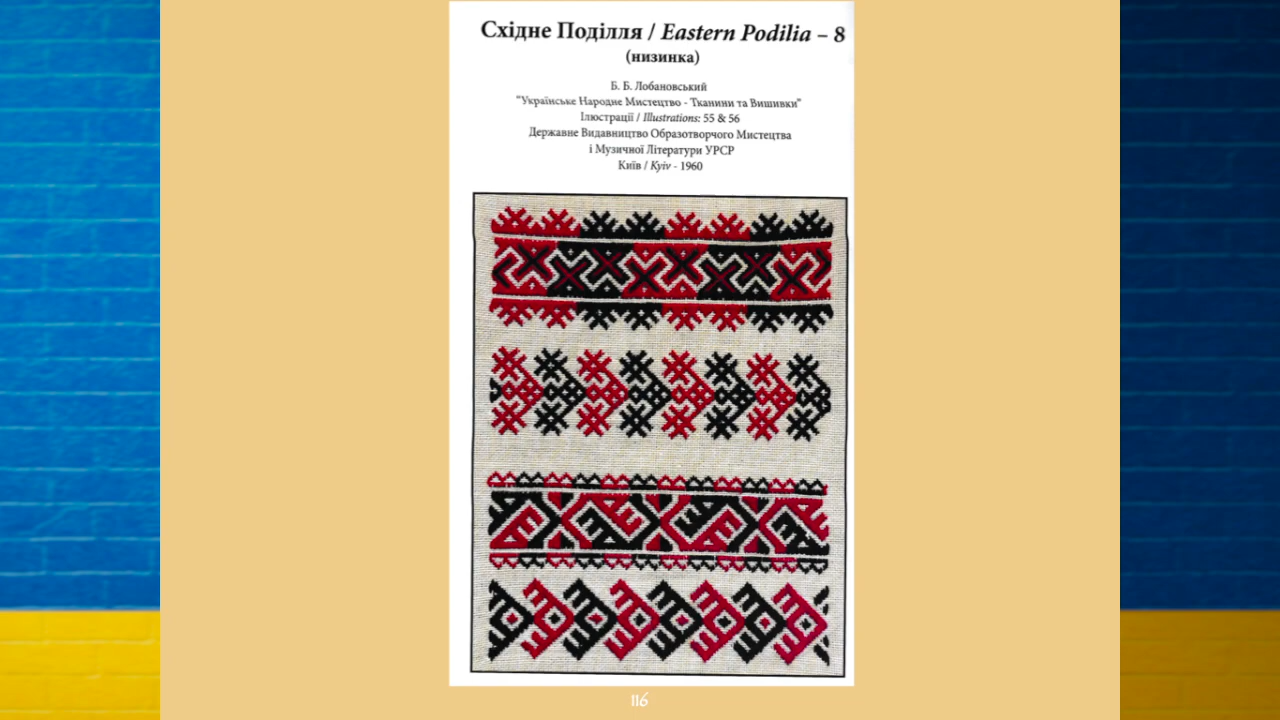 Східне Поділля / Eastern Podilia – 8
(низинка)
Б. Б. Лобановський
"Українське Народне Мистецтво - Тканини та Вишивки"
Ілюстрації / Illustrations: 55 & 56
Державне Видавництво Образотворчого Мистецтва
і Музичної Літератури УРСР
Київ / Kyiv - 1960
116